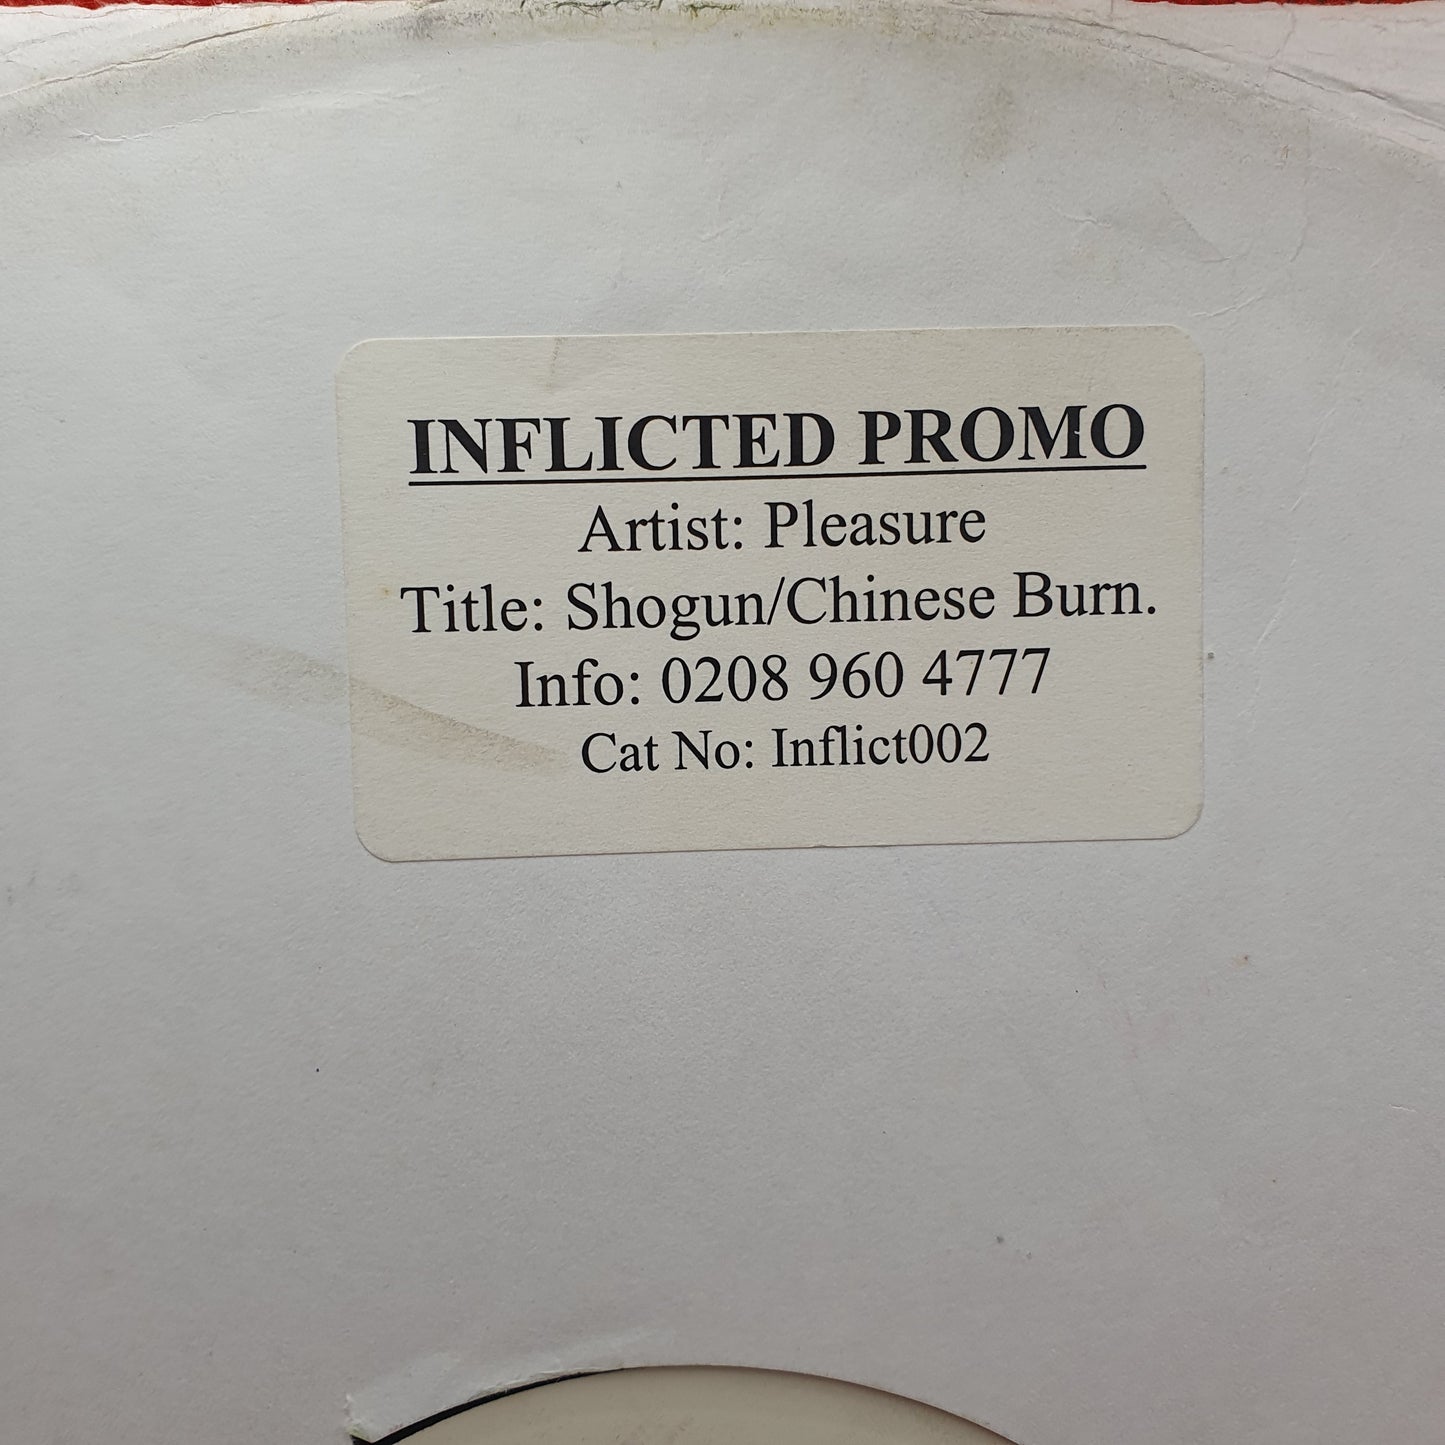 INFLICTED PROMO
Artist: Pleasure
Title: Shogun/Chinese Burn.
Info: 0208 960 4777
Cat No: Inflict002